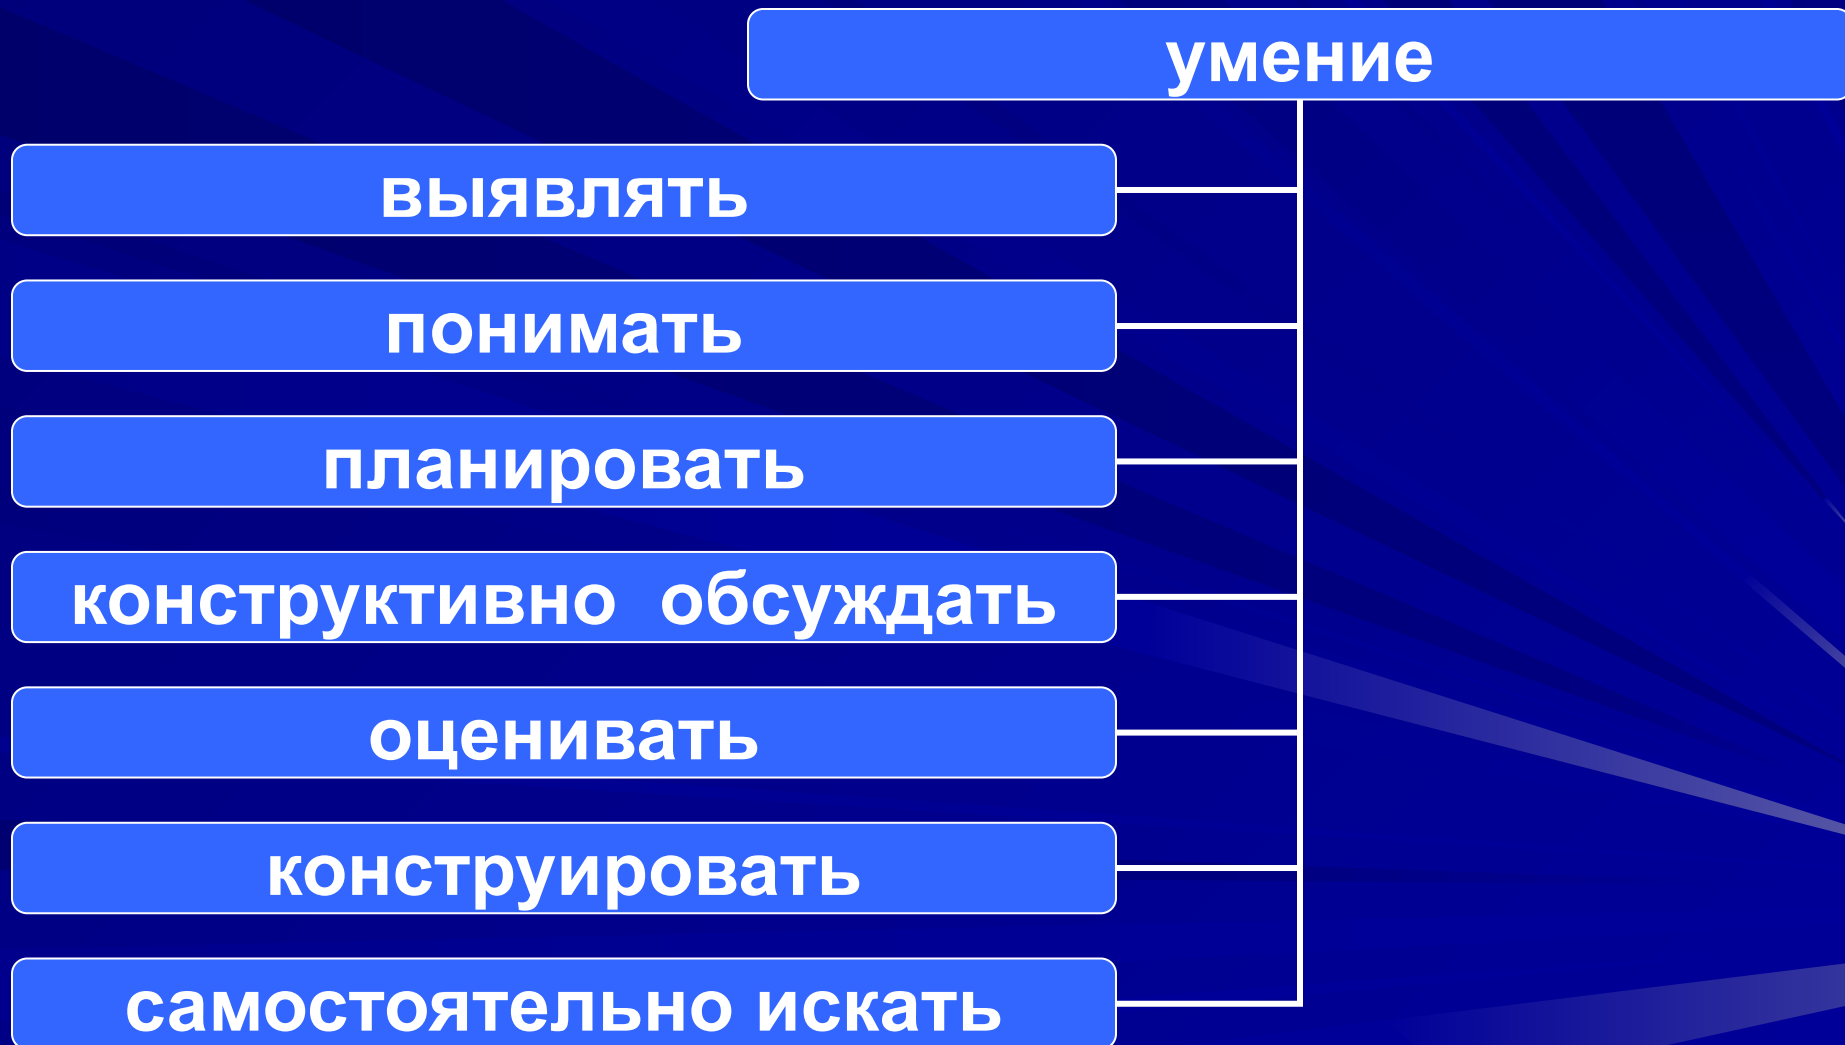 умение
выявлять
понимать
планировать
конструктивно обсуждать
оценивать
конструировать
самостоятельно искать